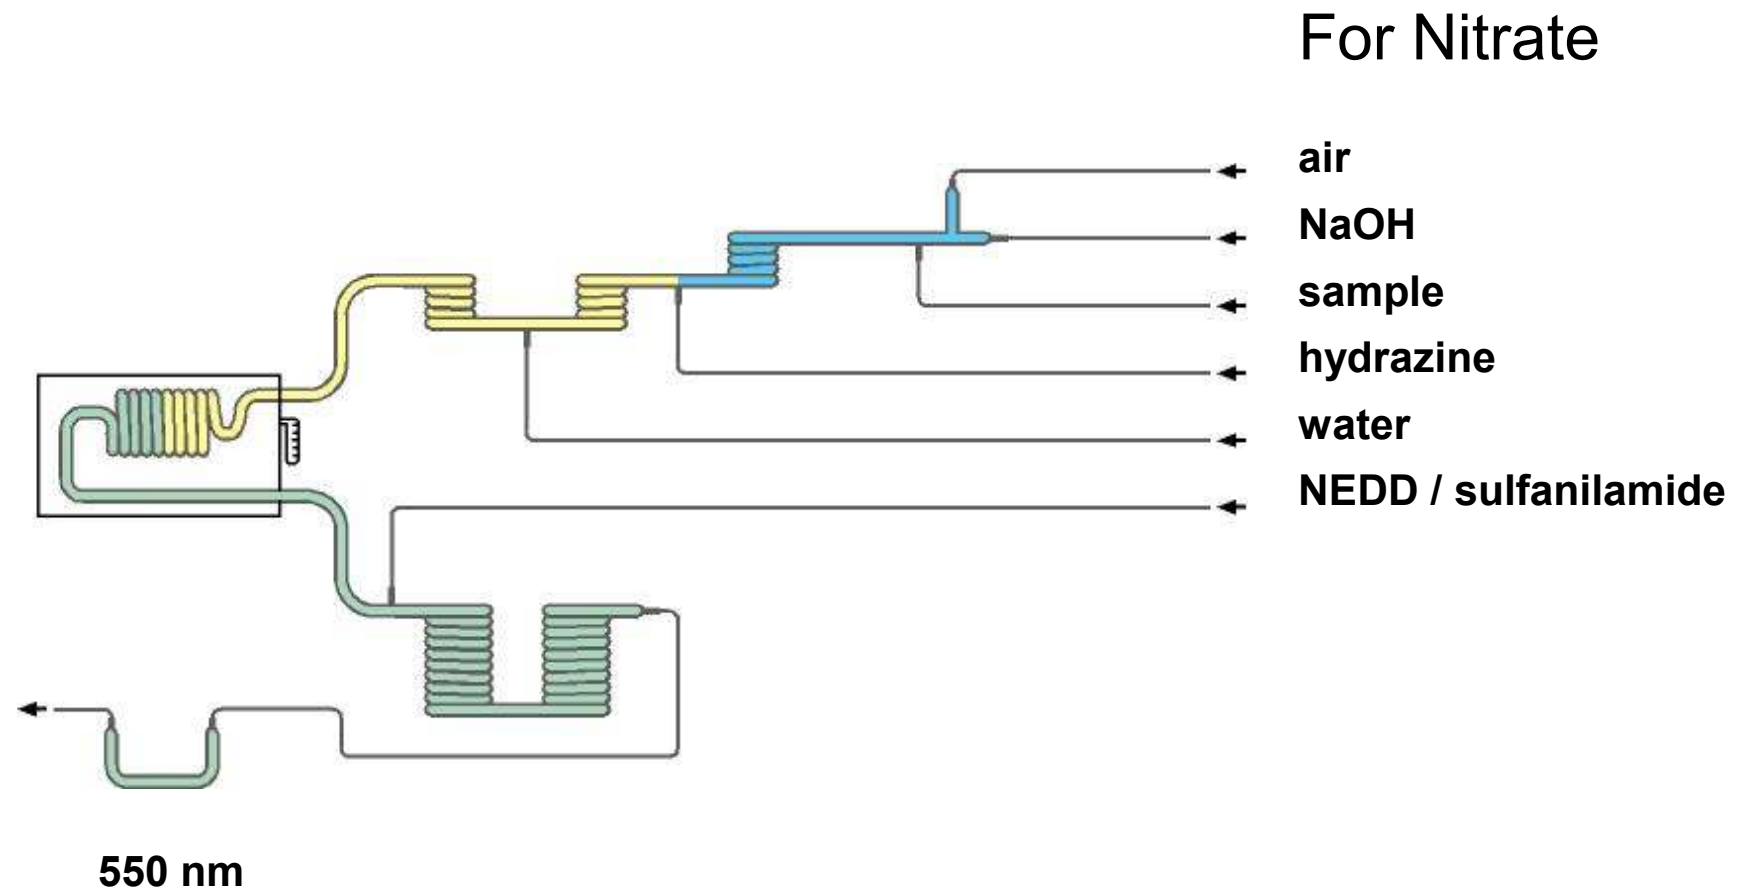 For Nitrate
air
NaOH
sample
hydrazine
water
NEDD / sulfanilamide
550 nm